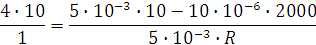 4 · 10 / 1 = (5 · 10⁻³ · 10 − 10 · 10⁻⁶ · 2000) / (5 · 10⁻³ · R)